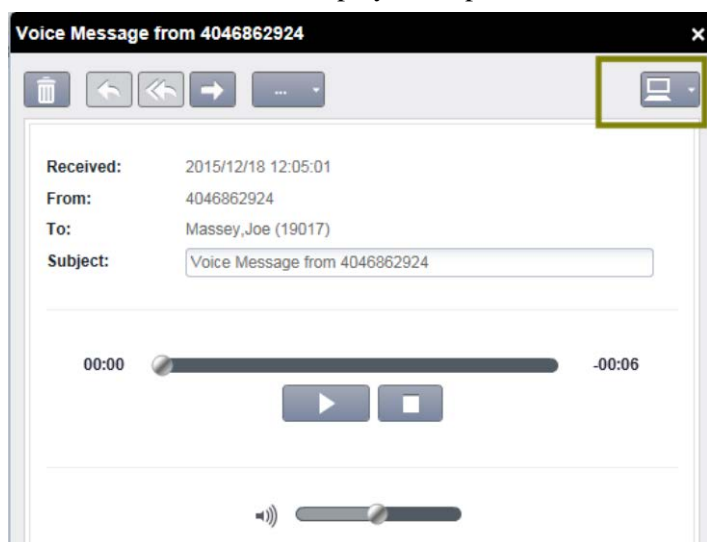 Voice Message from 4046862924
...
Received: 2015/12/18 12:05:01
From: 4046862924
To: Massey,Joe (19017)
Subject: Voice Message from 4046862924
00:00 -00:06